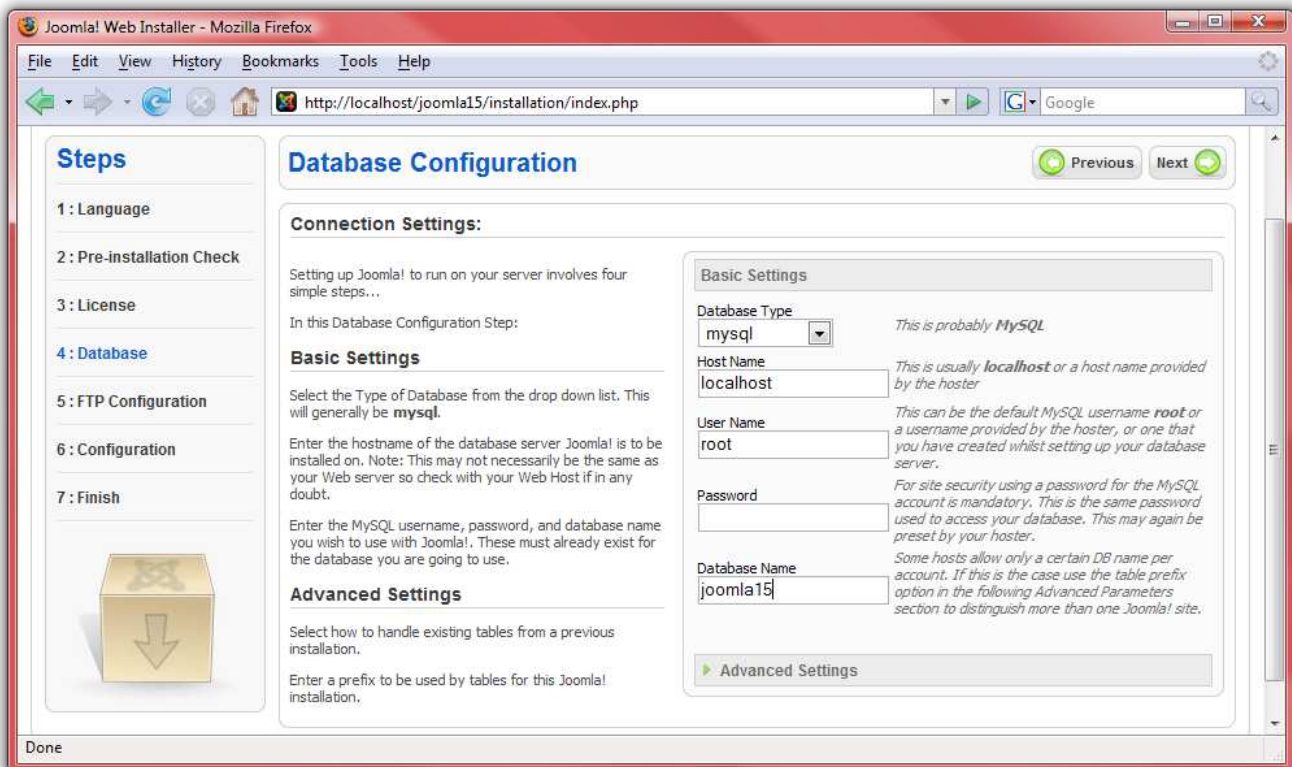 Joomla! Web Installer - Mozilla Firefox
File Edit View History Bookmarks Tools Help
http://localhost/joomla15/installation/index.php
G Google
Steps
1 : Language
2 : Pre-installation Check
3 : License
4 : Database
5 : FTP Configuration
6 : Configuration
7 : Finish
Database Configuration
Previous Next
Connection Settings:
Setting up Joomla! to run on your server involves four
simple steps...
In this Database Configuration Step:
Basic Settings
Select the Type of Database from the drop down list. This
will generally be mysql.
Enter the hostname of the database server Joomla! is to be
installed on. Note: This may not necessarily be the same as
your Web server so check with your Web Host if in any
doubt.
Enter the MySQL username, password, and database name
you wish to use with Joomla!. These must already exist for
the database you are going to use.
Advanced Settings
Select how to handle existing tables from a previous
installation.
Enter a prefix to be used by tables for this Joomla!
installation.
Basic Settings
Database Type
mysql
This is probably MySQL
Host Name
localhost
This is usually localhost or a host name provided
by the hoster
User Name
root
This can be the default MySQL username root or
a username provided by the hoster, or one that
you have created whilst setting up your database
server.
Password
For site security using a password for the MySQL
account is mandatory. This is the same password
used to access your database. This may again be
preset by your hoster.
Database Name
joomla15
Some hosts allow only a certain DB name per
account. If this is the case use the table prefix
option in the following Advanced Parameters
section to distinguish more than one Joomla! site.
Advanced Settings
Done